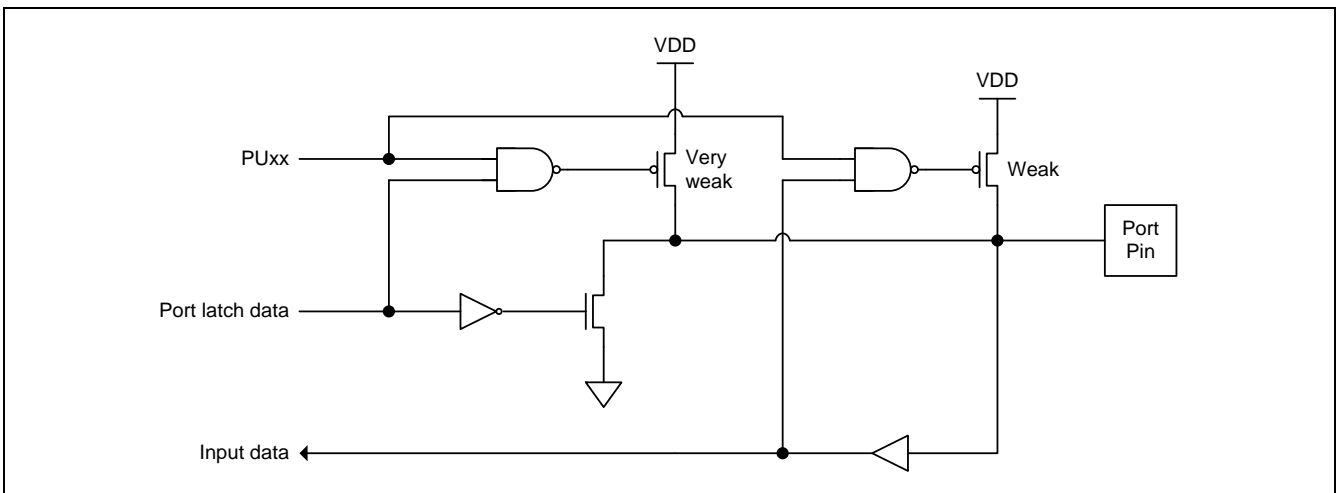 VDD
VDD
PUxx
Very
weak
Weak
Port
Pin
Port latch data
Input data